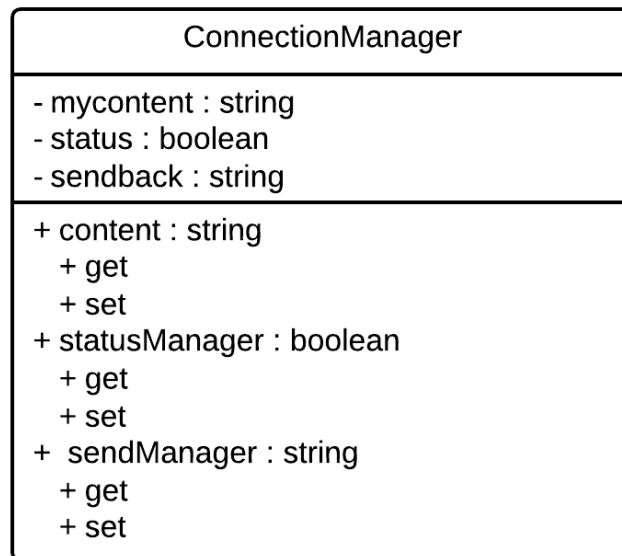 ConnectionManager
- mycontent : string
- status : boolean
- sendback : string
+ content : string
+ get
+ set
+ statusManager : boolean
+ get
+ set
+ sendManager : string
+ get
+ set